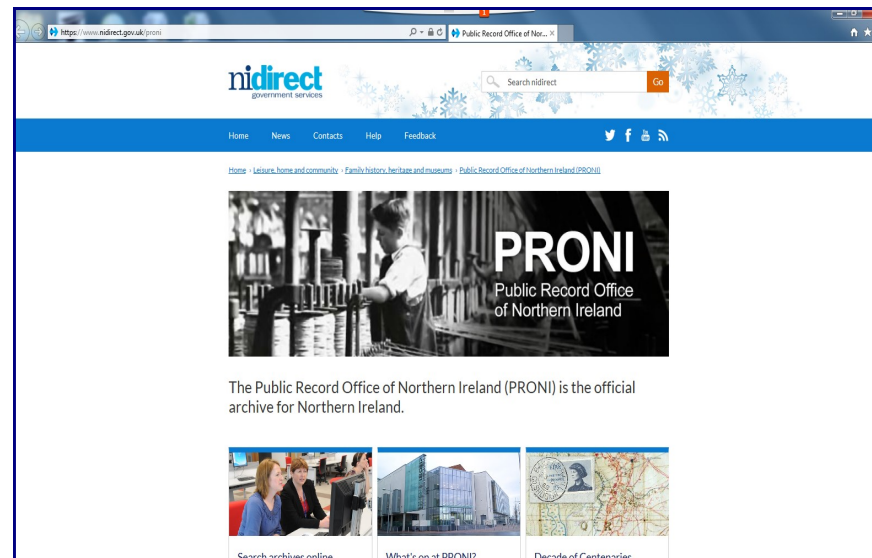 1
https://www.nidirect.gov.uk/proni
Public Record Office of Nor...
nidirect
government services
Search nidirect
Go
Home News Contacts Help Feedback
Home › Leisure, home and community › Family history, heritage and museums › Public Record Office of Northern Ireland (PRONI)
PRONI
Public Record Office
of Northern Ireland
The Public Record Office of Northern Ireland (PRONI) is the official
archive for Northern Ireland.
Search archives online What's on at PRONI? Decade of Centenaries